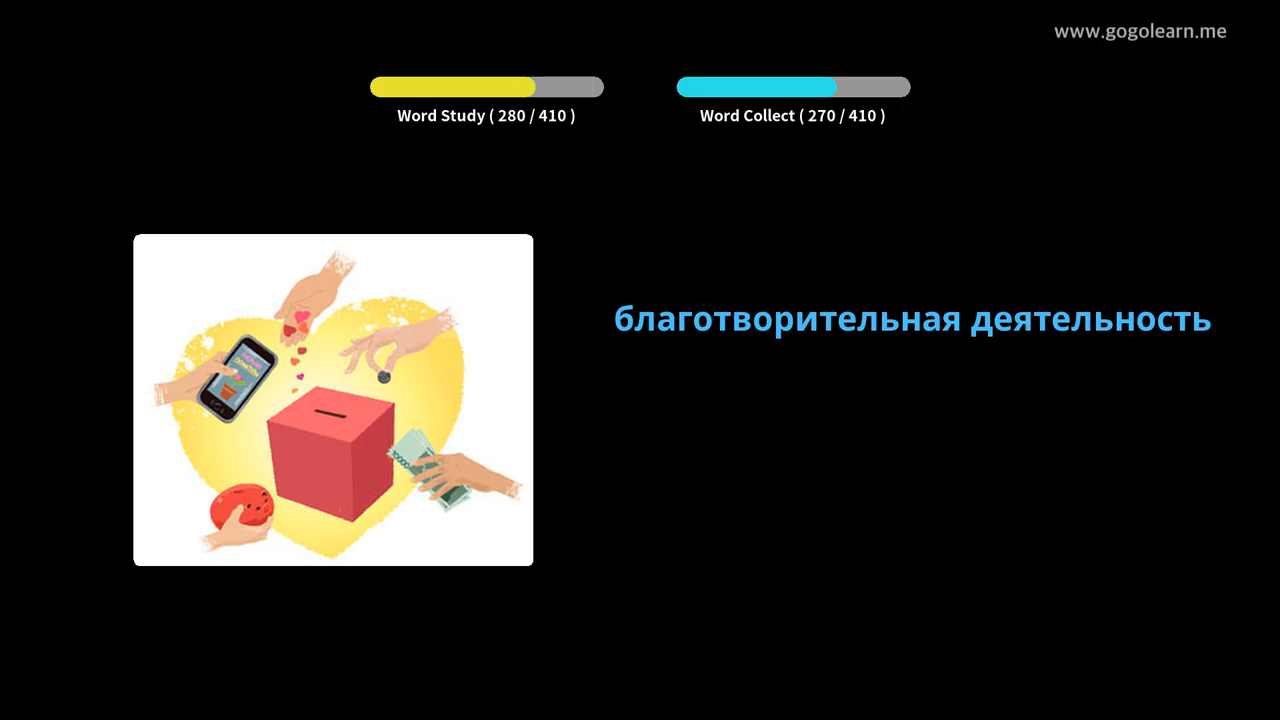 www.gogolearn.me
Word Study ( 280 / 410 )
Word Collect ( 270 / 410 )
благотворительная деятельность